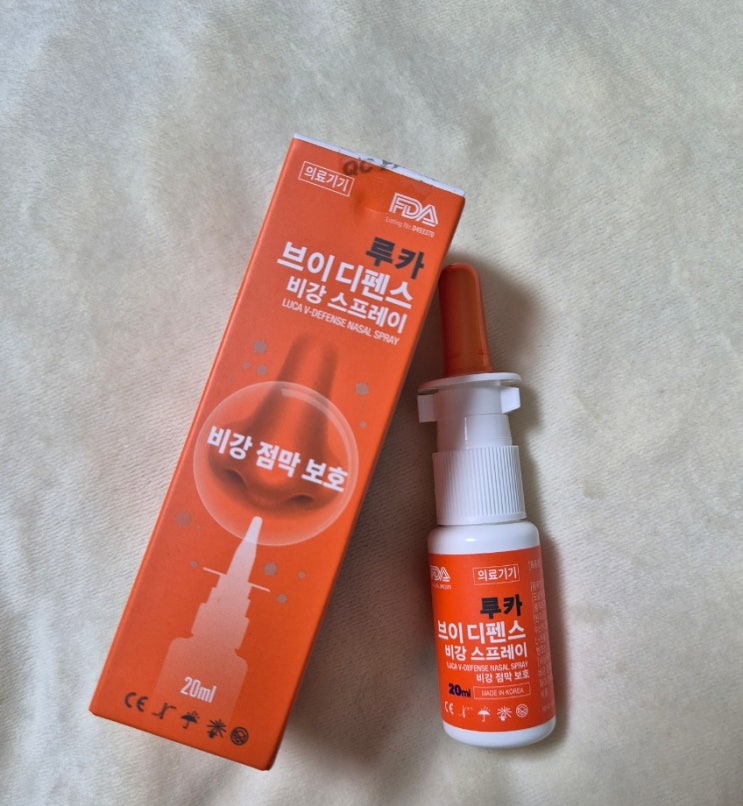 의료기기
FDA
루카
브이 디펜스
비강 스프레이
LUCA V-DEFENSE NASAL SPRAY
비강 점막 보호
20ml
CE
FDA
의료기기
루카
브이 디펜스
비강 스프레이
LUCA V-DEFENSE NASAL SPRAY
비강 점막 보호
20ml
MADE IN KOREA
CE